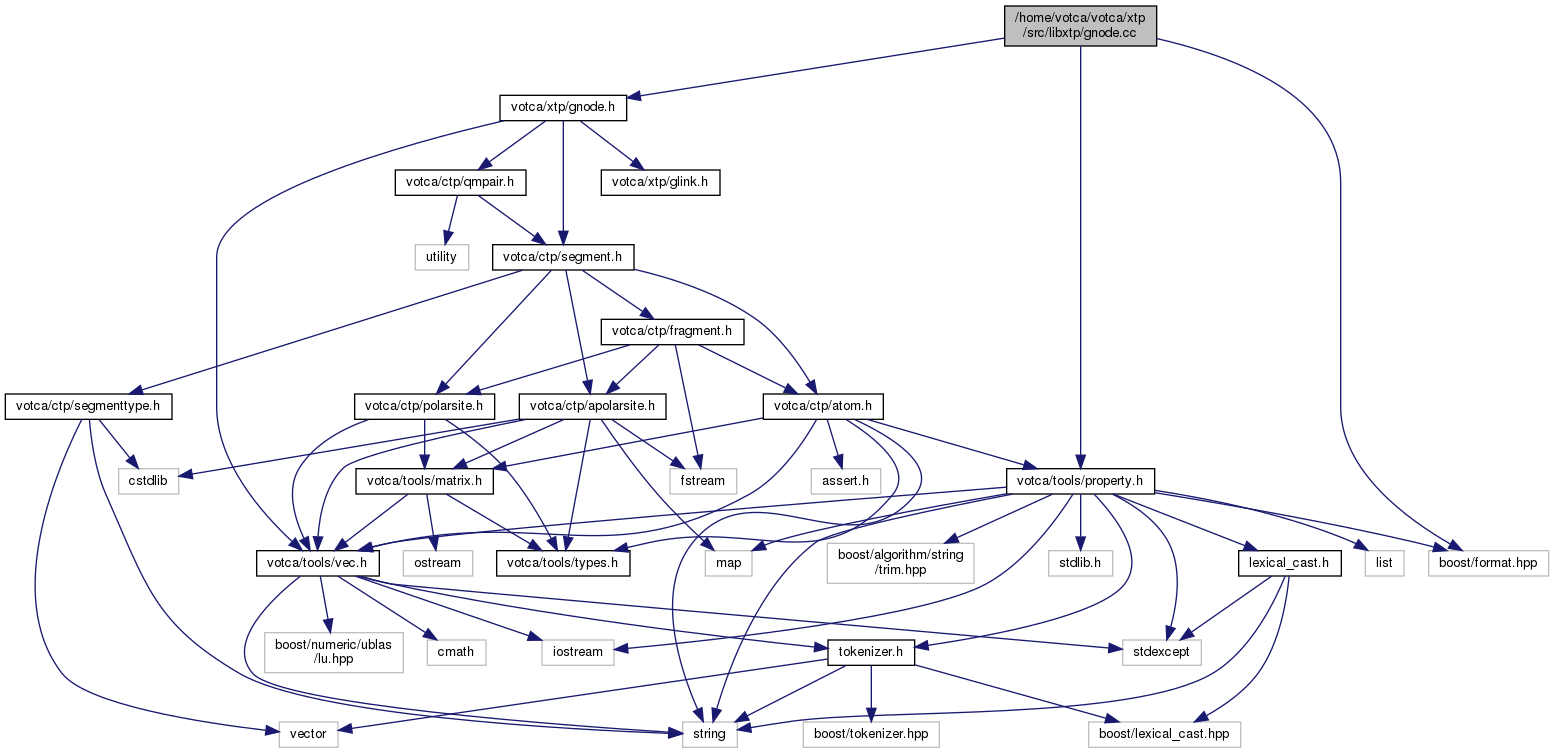 /home/votca/votca/xtp
/src/libxtp/gnode.cc
votca/xtp/gnode.h
votca/ctp/qmpair.h
votca/xtp/glink.h
utility
votca/ctp/segment.h
votca/ctp/fragment.h
votca/ctp/segmenttype.h
votca/ctp/polarsite.h
votca/ctp/apolarsite.h
votca/ctp/atom.h
cstdlib
votca/tools/matrix.h
fstream
assert.h
votca/tools/property.h
votca/tools/vec.h
ostream
votca/tools/types.h
map
boost/algorithm/string
/trim.hpp
stdlib.h
lexical_cast.h
list
boost/format.hpp
boost/numeric/ublas
/lu.hpp
cmath
iostream
tokenizer.h
stdexcept
vector
string
boost/tokenizer.hpp
boost/lexical_cast.hpp